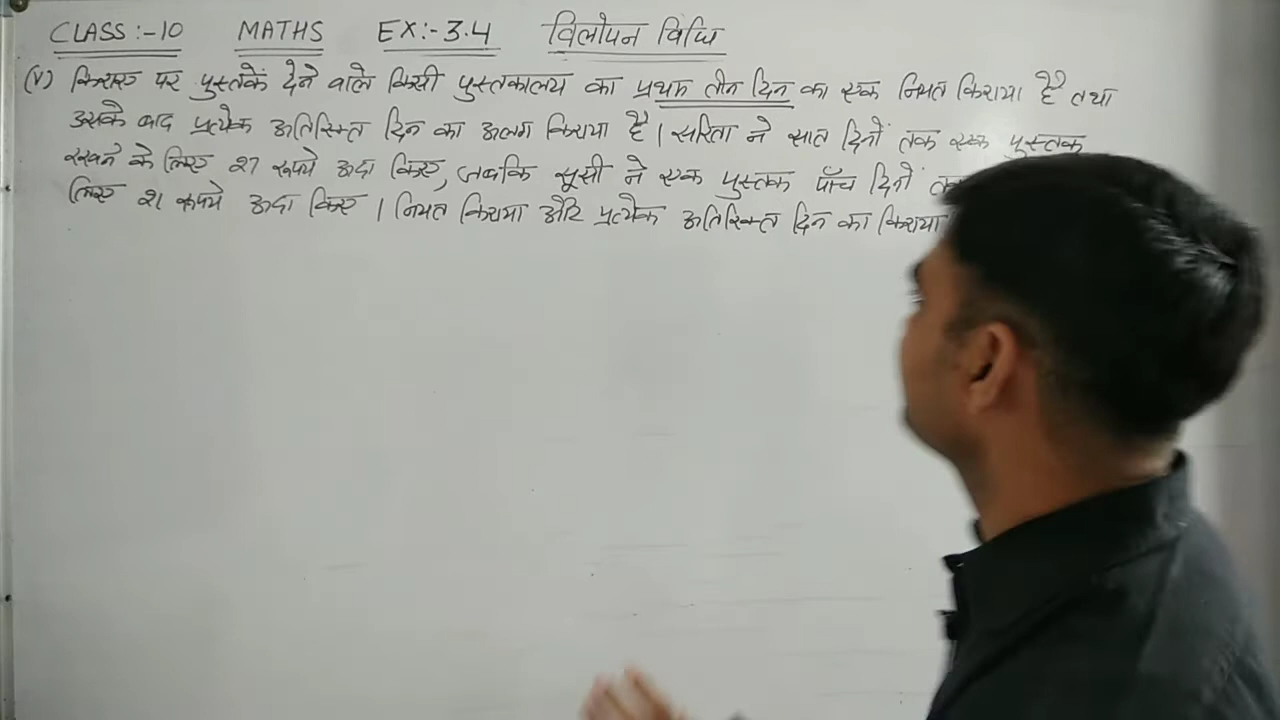 CLASS :- 10 MATHS EX:- 3.4 विलोपन विधि
(V) किराए पर पुस्तकें देने वाले किसी पुस्तकालय का प्रथम तीन दिन का एक नियत किराया है तथा
उसके बाद प्रत्येक अतिरिक्त दिन का अलग किराया है। सरिता ने सात दिनों तक एक पुस्तक
रखने के लिए 27 रूपये अदा किए, जबकि सूसी ने एक पुस्तक पाँच दिनों
लिए 21 रूपये अदा किए। नियत किराया और प्रत्येक अतिरिक्त दिन का किराया